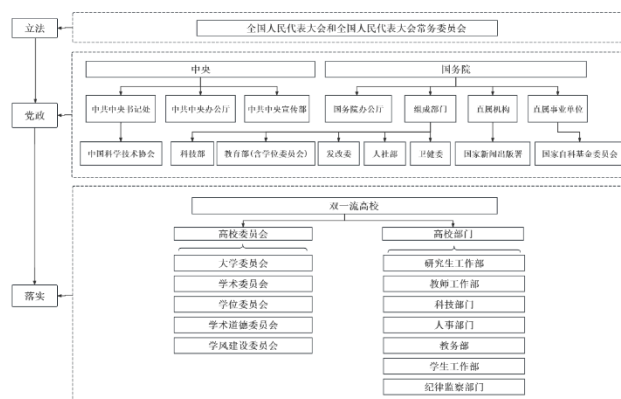 立法
全国人民代表大会和全国人民代表大会常务委员会
党政
中央
国务院
中共中央书记处
中共中央办公厅
中共中央宣传部
国务院办公厅
组成部门
直属机构
直属事业单位
中国科学技术协会
科技部
教育部(含学位委员会)
发改委
人社部
卫健委
国家新闻出版署
国家自科基金委员会
落实
双一流高校
高校委员会
高校部门
大学委员会
学术委员会
学位委员会
学术道德委员会
学风建设委员会
研究生工作部
教师工作部
科技部门
人事部门
教务部
学生工作部
纪律监察部门